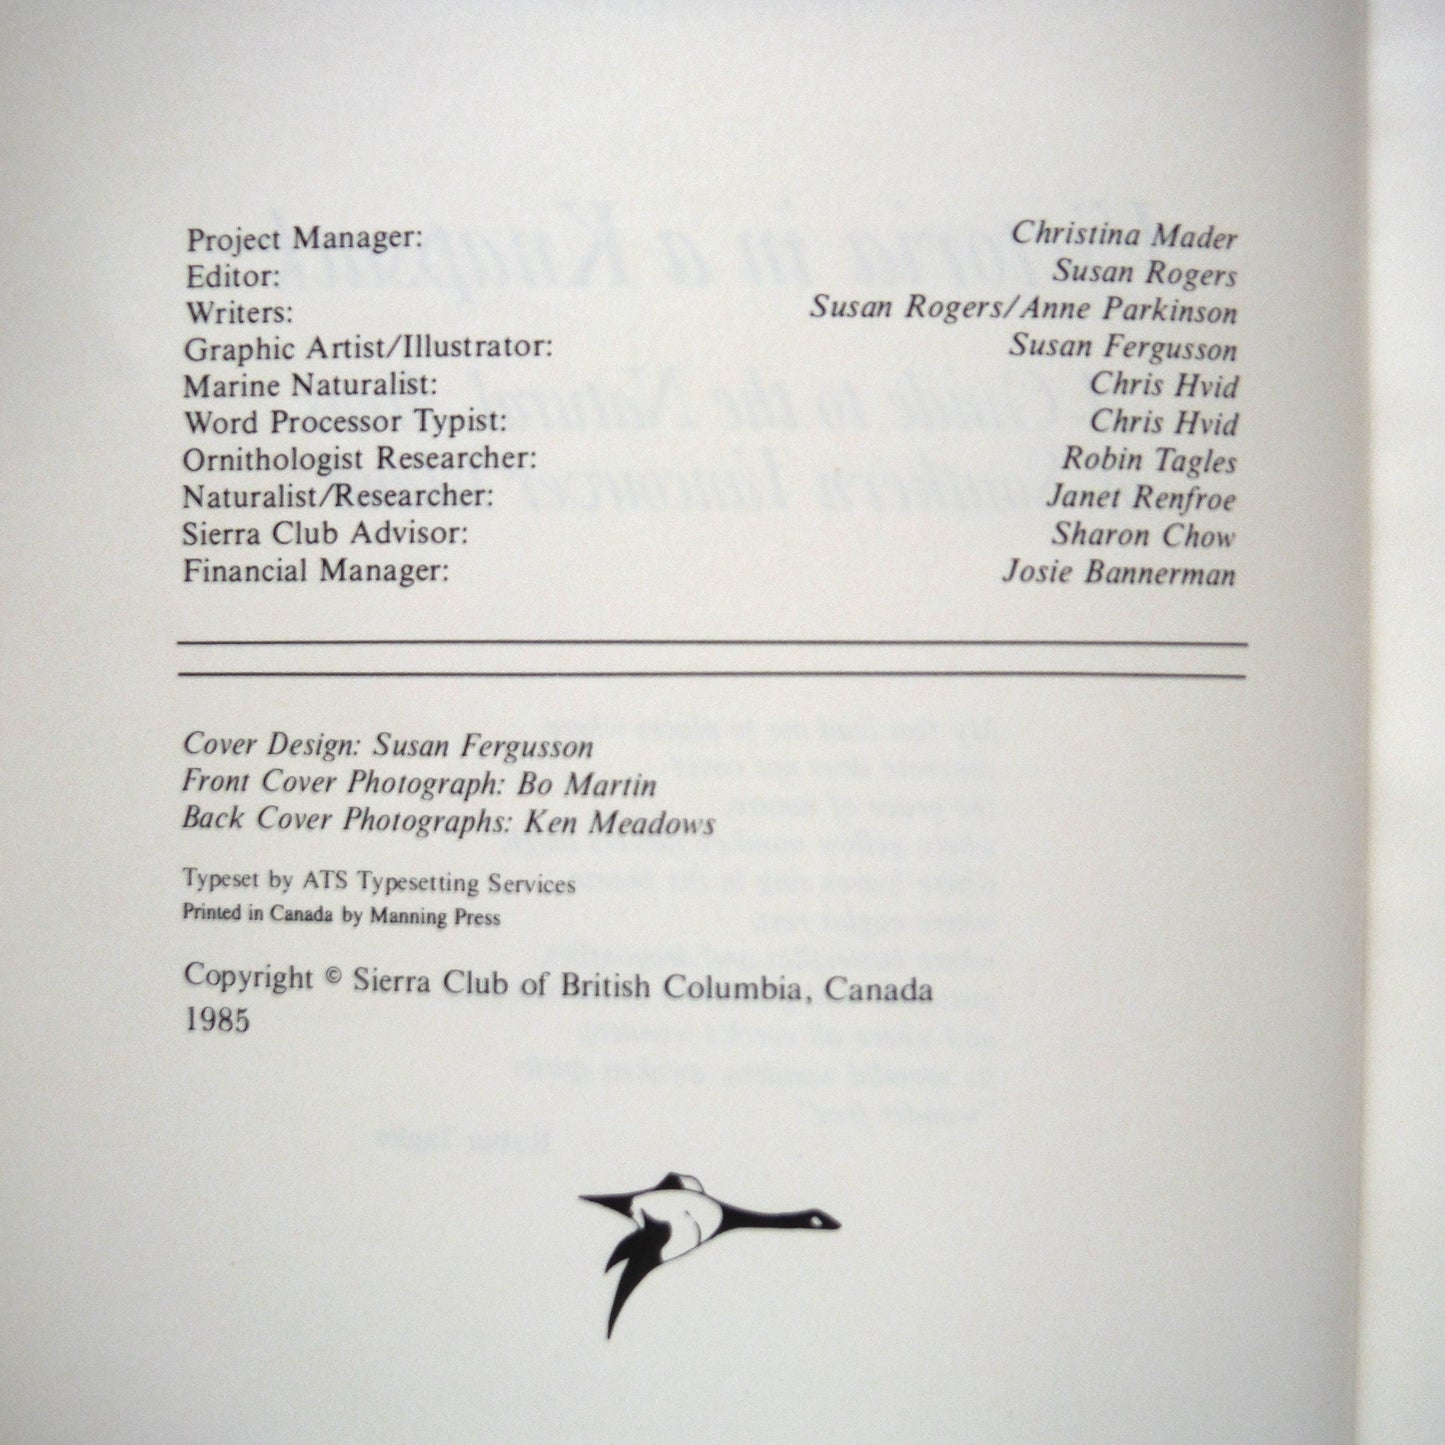 Project Manager: Christina Mader
Editor: Susan Rogers
Writers: Susan Rogers/Anne Parkinson
Graphic Artist/Illustrator: Susan Fergusson
Marine Naturalist: Chris Hvid
Word Processor Typist: Chris Hvid
Ornithologist Researcher: Robin Tagles
Naturalist/Researcher: Janet Renfroe
Sierra Club Advisor: Sharon Chow
Financial Manager: Josie Bannerman
Cover Design: Susan Fergusson
Front Cover Photograph: Bo Martin
Back Cover Photographs: Ken Meadows
Typeset by ATS Typesetting Services
Printed in Canada by Manning Press
Copyright © Sierra Club of British Columbia, Canada
1985